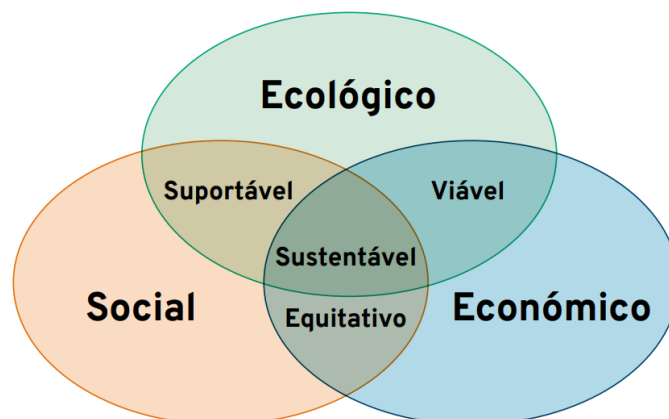 Ecológico
Suportável
Viável
Sustentável
Social
Equitativo
Económico